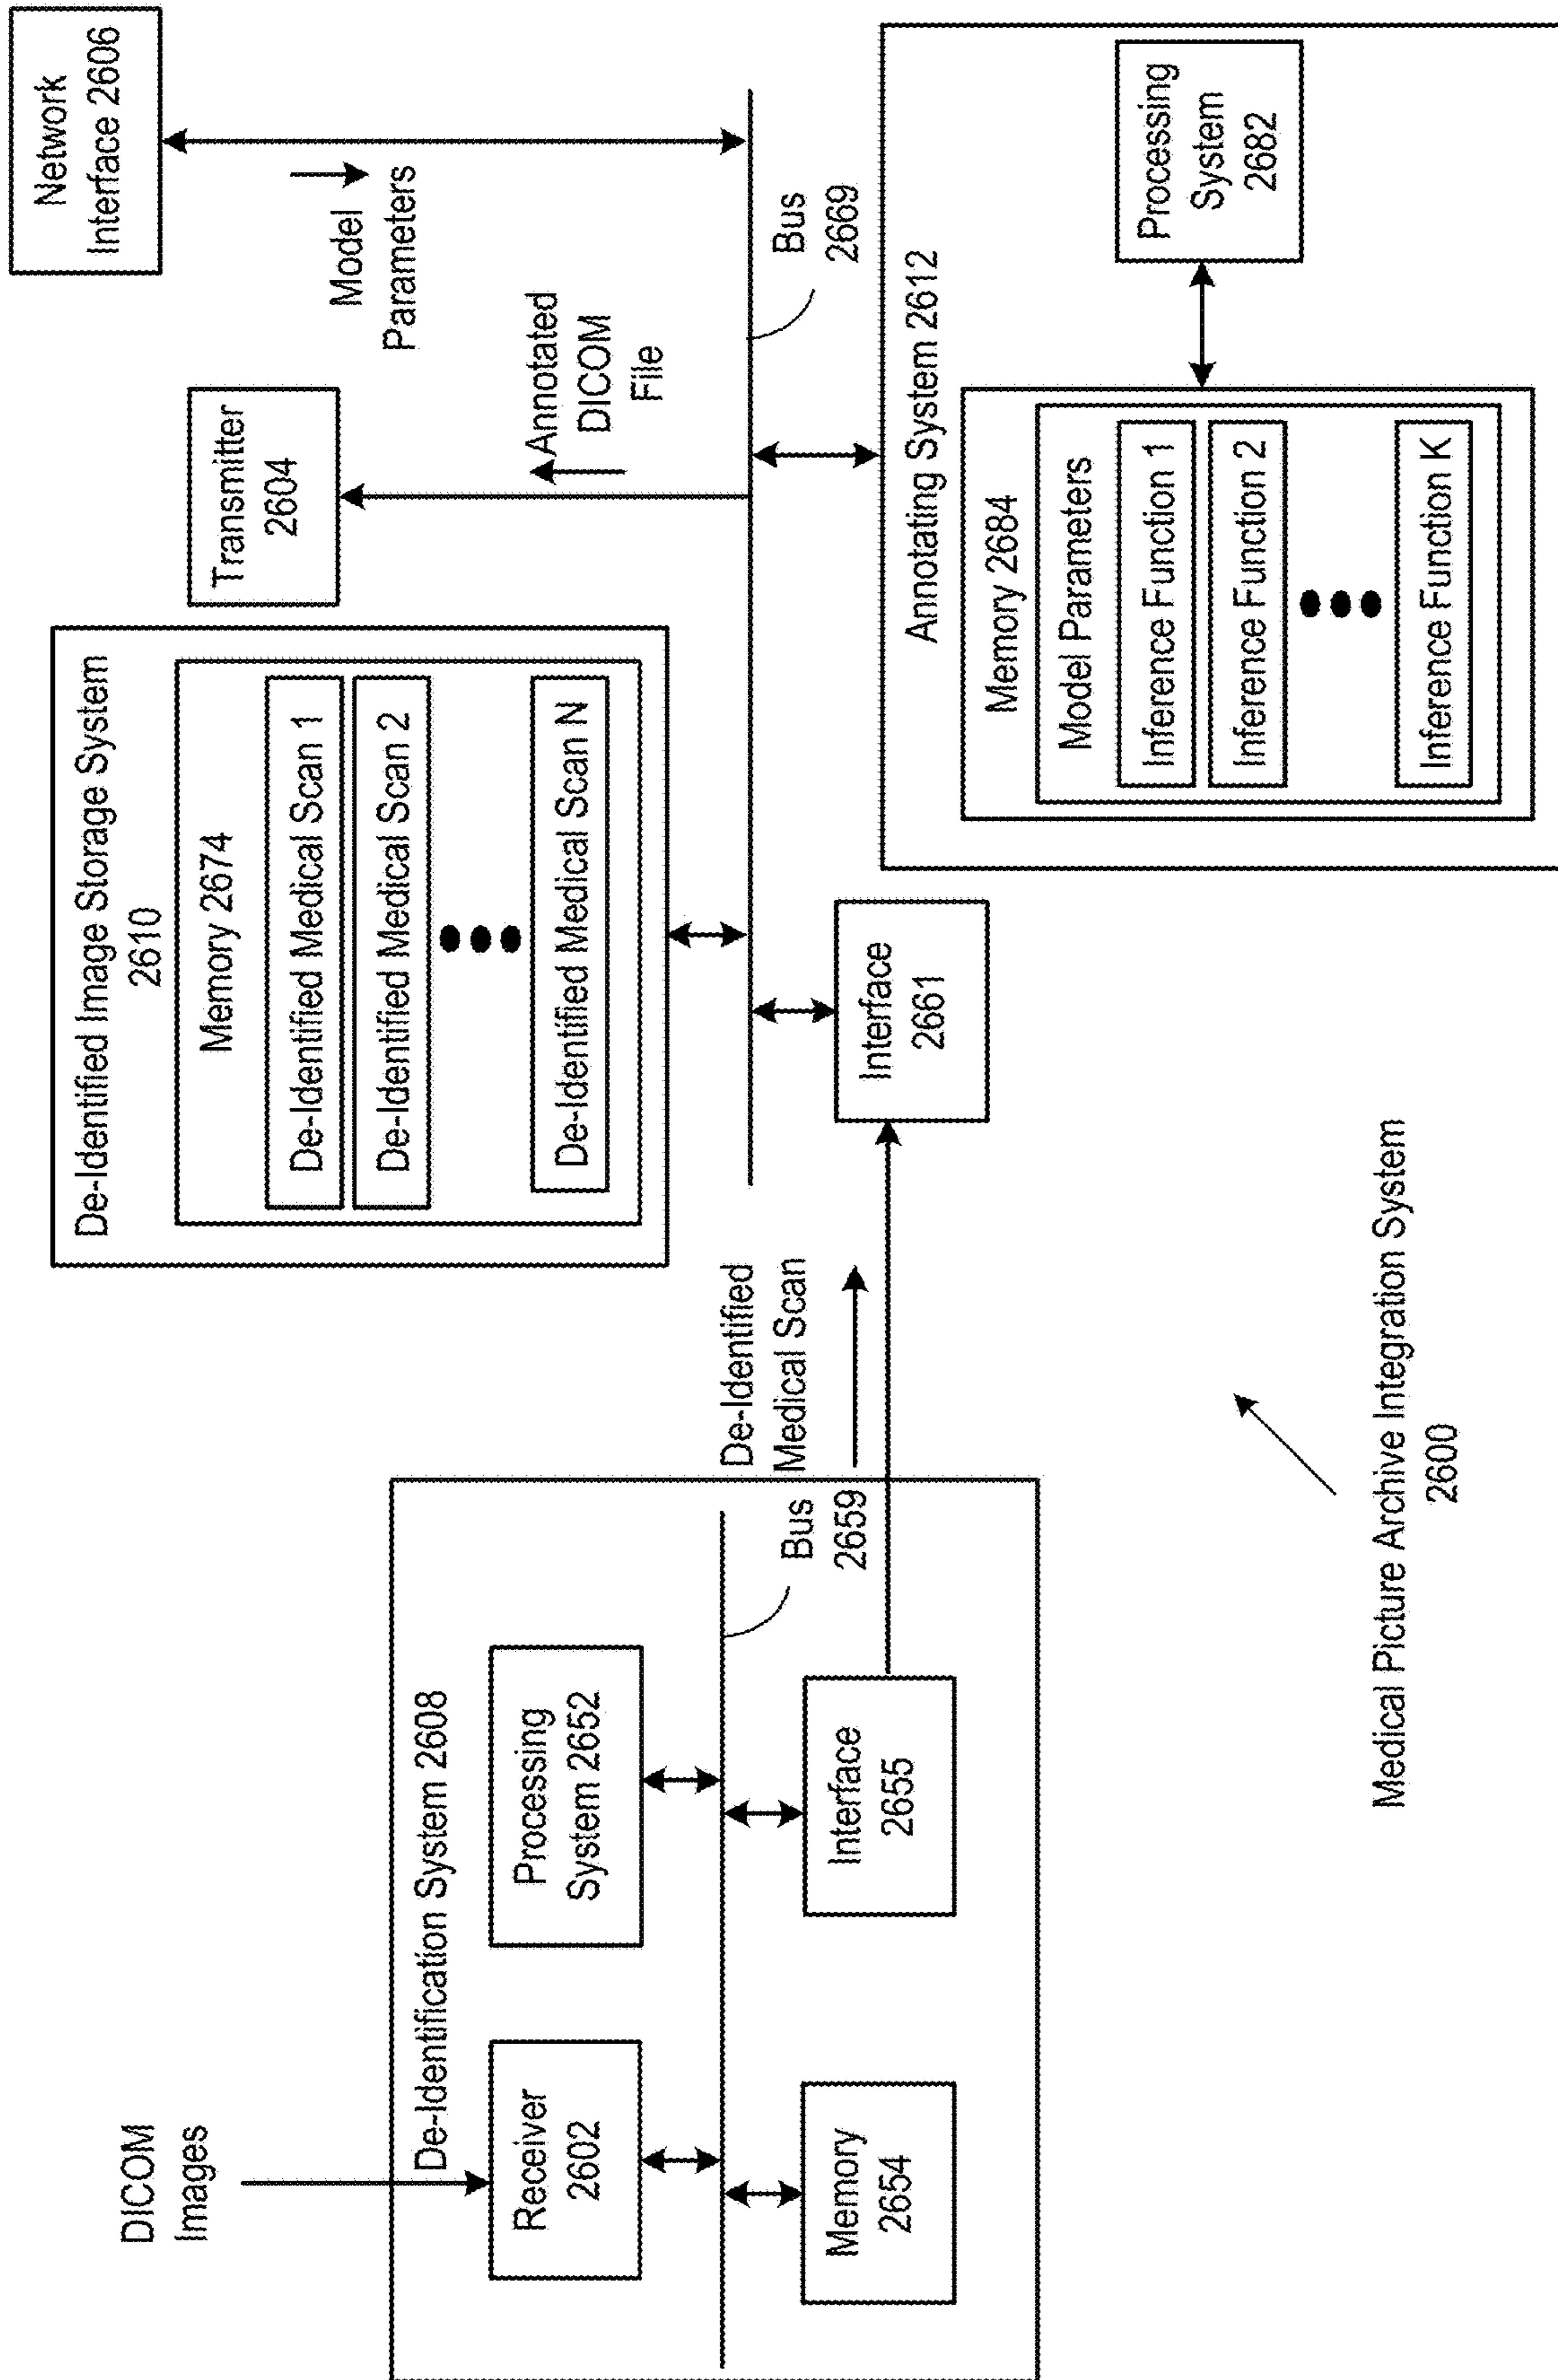 DICOM
Images
De-Identification System 2608
Receiver
2602
Processing
System 2652
Bus
2659
Memory
2654
Interface
2655
De-Identified
Medical Scan
De-Identified Image Storage System
2610
Memory 2674
De-Identified Medical Scan 1
De-Identified Medical Scan 2
De-Identified Medical Scan N
Interface
2661
Transmitter
2604
Annotated
DICOM
File
Network
Interface 2606
Model
Parameters
Bus
2669
Annotating System 2612
Memory 2684
Model Parameters
Inference Function 1
Inference Function 2
Inference Function K
Processing
System
2682
Medical Picture Archive Integration System
2600